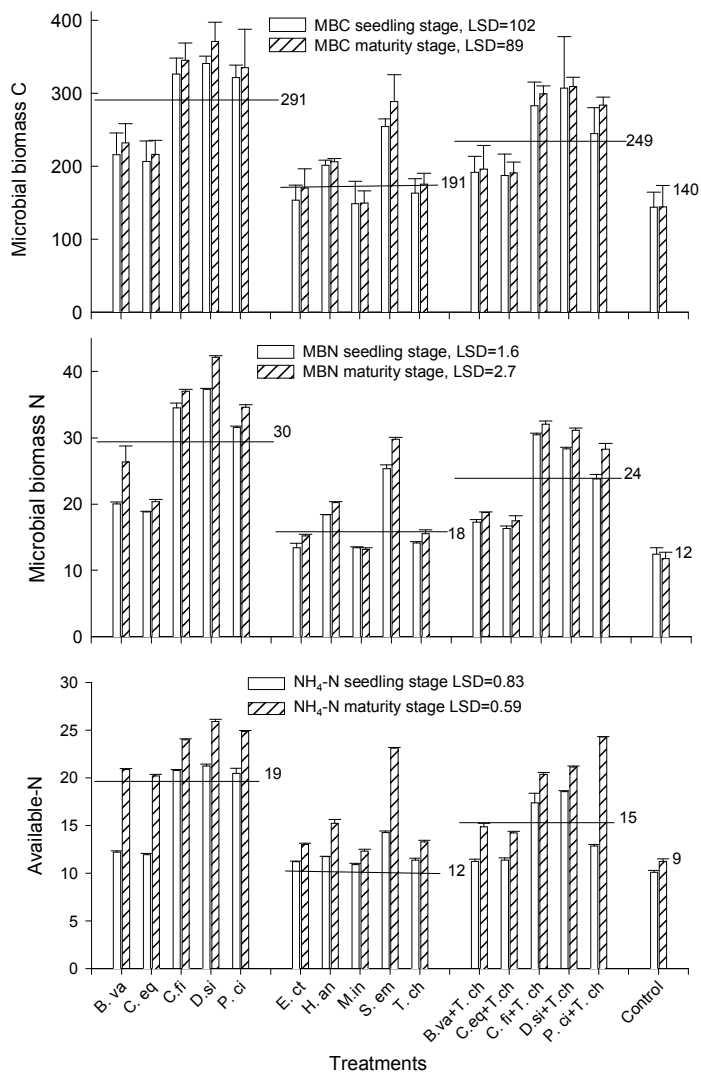 MBC seedling stage, LSD=102
MBC maturity stage, LSD=89
Microbial biomass C
400
300
200
100
0
291
191
249
140
MBN seedling stage, LSD=1.6
MBN maturity stage, LSD=2.7
Microbial biomass N
40
30
20
10
0
30
18
24
12
NH₄-N seedling stage LSD=0.83
NH₄-N maturity stage LSD=0.59
Available-N
30
25
20
15
10
5
0
19
12
15
9
B. va
C. eq
C.fi
D.si
P. ci
E. ct
H. an
M.in
S. em
T. ch
B.va+T. ch
C.eq+T.ch
C. fi+T. ch
D.si+T.ch
P. ci+T. ch
Control
Treatments